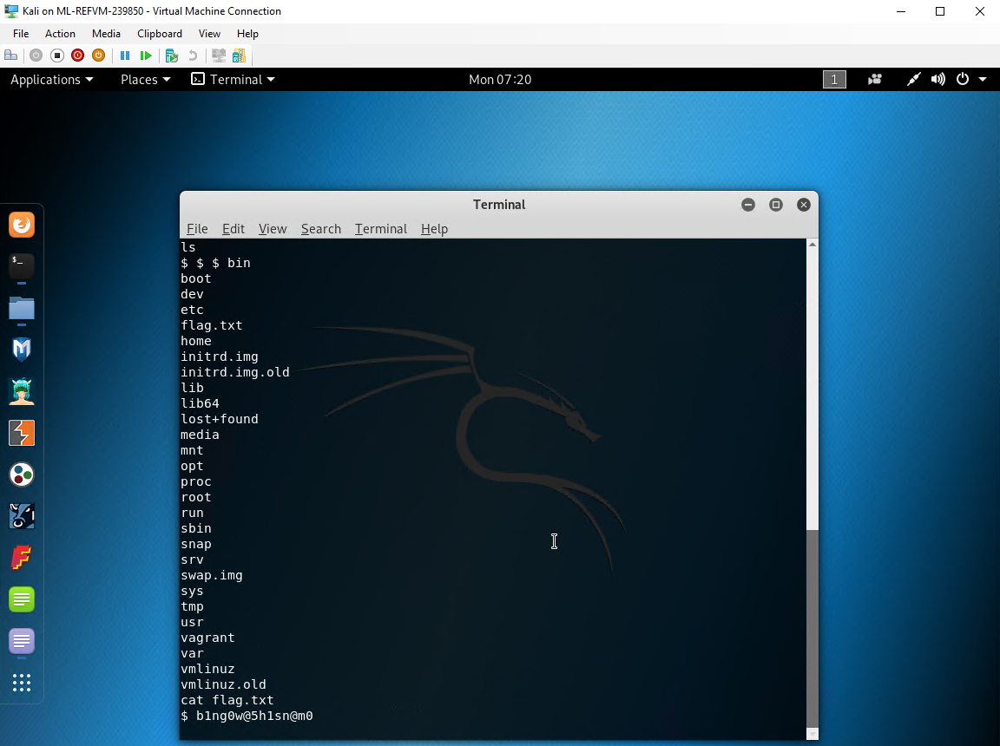 Kali on ML-REFVM-239850 - Virtual Machine Connection
File Action Media Clipboard View Help
Applications Places Terminal Mon 07:20 1
Terminal
File Edit View Search Terminal Help
ls
$ $ $ bin
boot
dev
etc
flag.txt
home
initrd.img
initrd.img.old
lib
lib64
lost+found
media
mnt
opt
proc
root
run
sbin
snap
srv
swap.img
sys
tmp
usr
vagrant
var
vmlinuz
vmlinuz.old
cat flag.txt
$ b1ng0w@5h1sn@m0